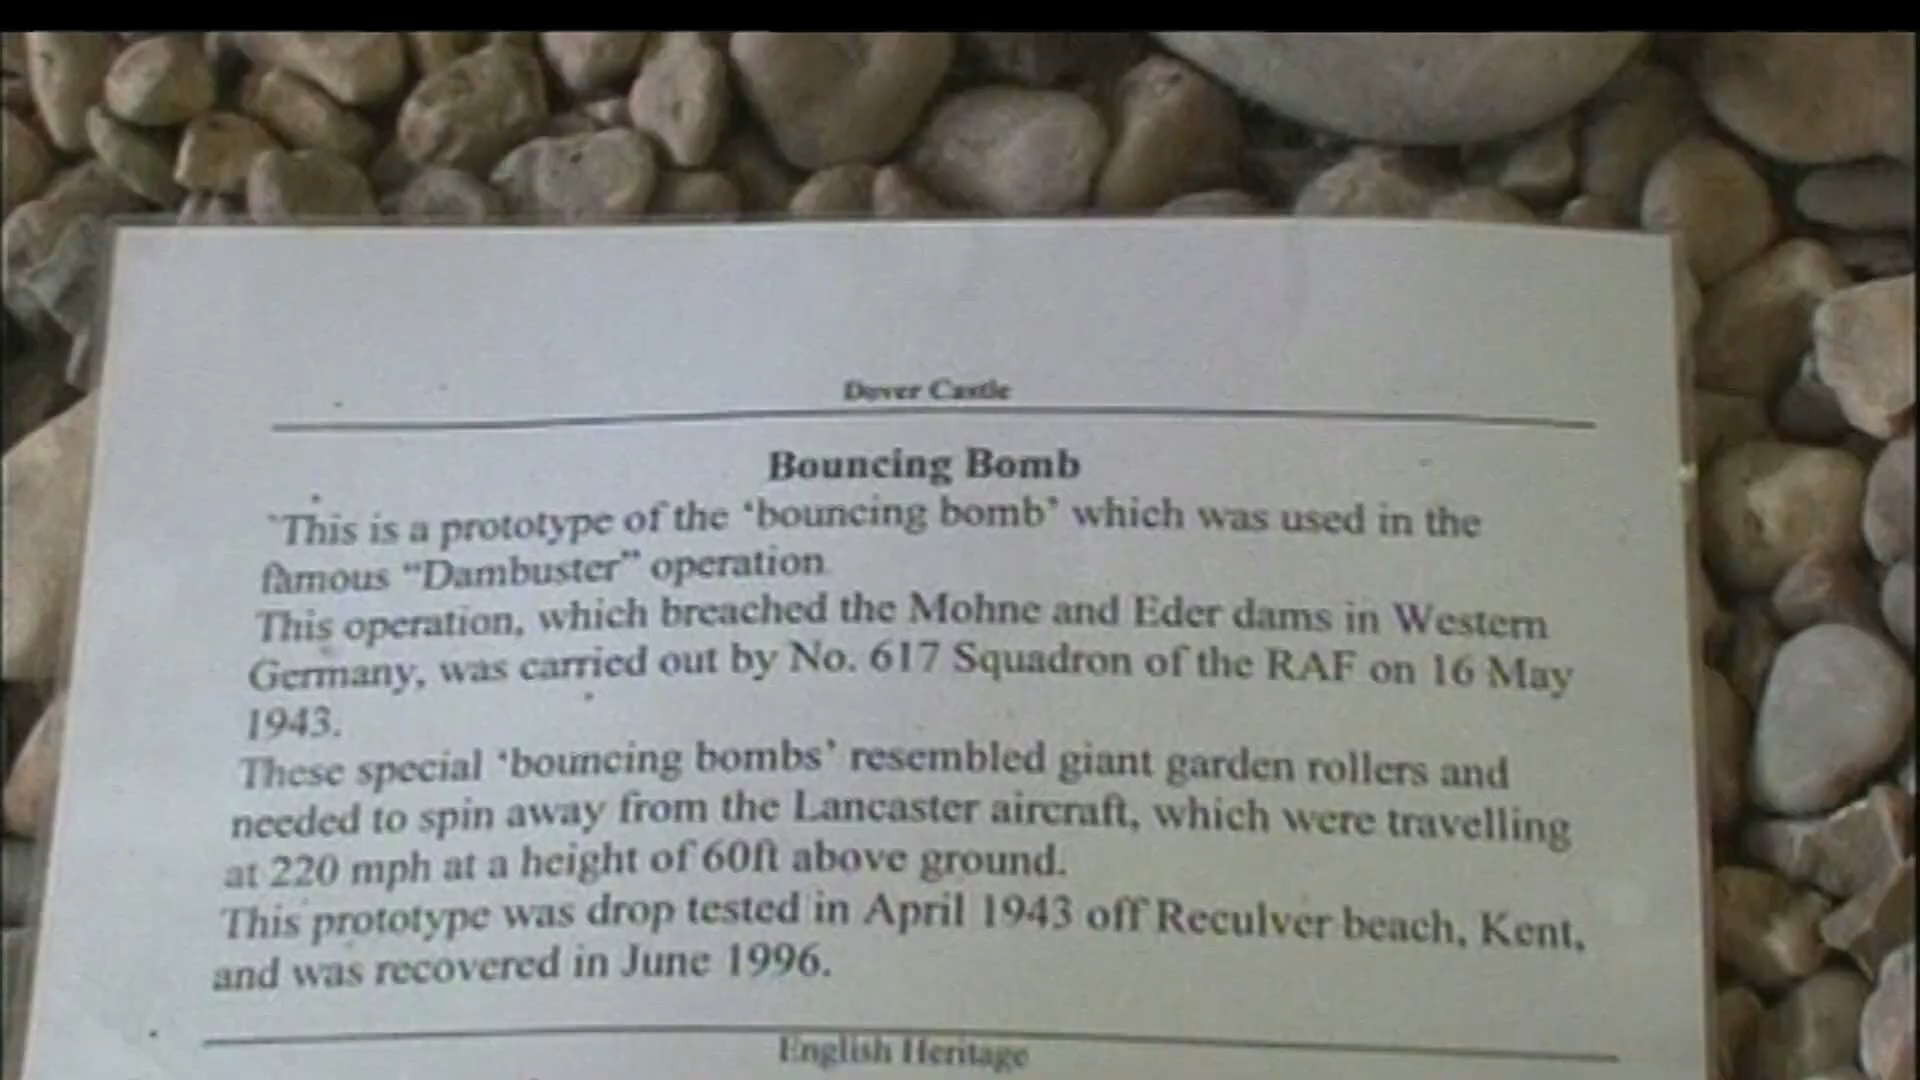 Dover Castle
Bouncing Bomb
`This is a prototype of the ‘bouncing bomb’ which was used in the
famous “Dambuster” operation
This operation, which breached the Mohne and Eder dams in Western
Germany, was carried out by No. 617 Squadron of the RAF on 16 May
1943.
These special ‘bouncing bombs’ resembled giant garden rollers and
needed to spin away from the Lancaster aircraft, which were travelling
at 220 mph at a height of 60ft above ground.
This prototype was drop tested in April 1943 off Reculver beach, Kent,
and was recovered in June 1996.
English Heritage